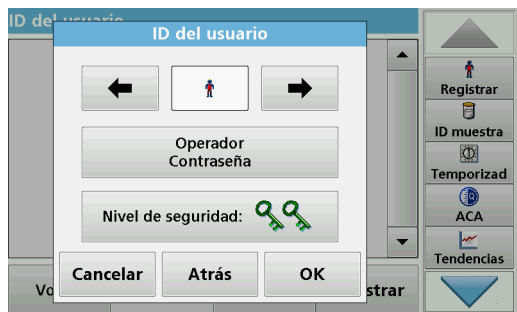 ID del usuario
ID del usuario
Operador
Contraseña
Nivel de seguridad:
Cancelar
Atrás
OK
Vo
strar
Registrar
ID muestra
Temporizad
ACA
Tendencias